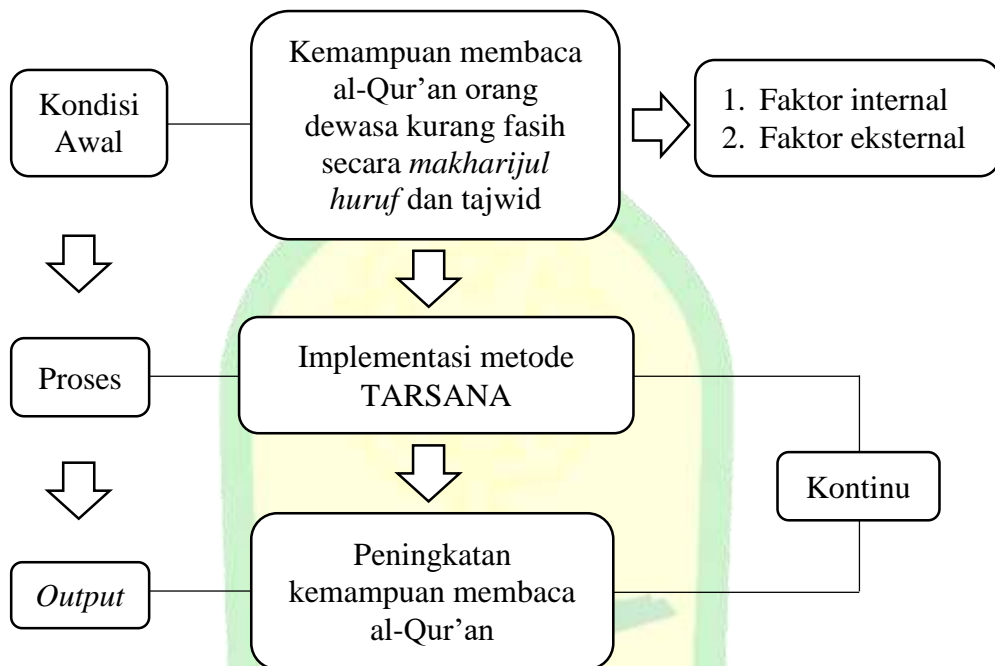 Kondisi
Awal
Kemampuan membaca
al-Qur’an orang
dewasa kurang fasih
secara makharijul
huruf dan tajwid
1. Faktor internal
2. Faktor eksternal
Proses
Implementasi metode
TARSANA
Kontinu
Output
Peningkatan
kemampuan membaca
al-Qur’an